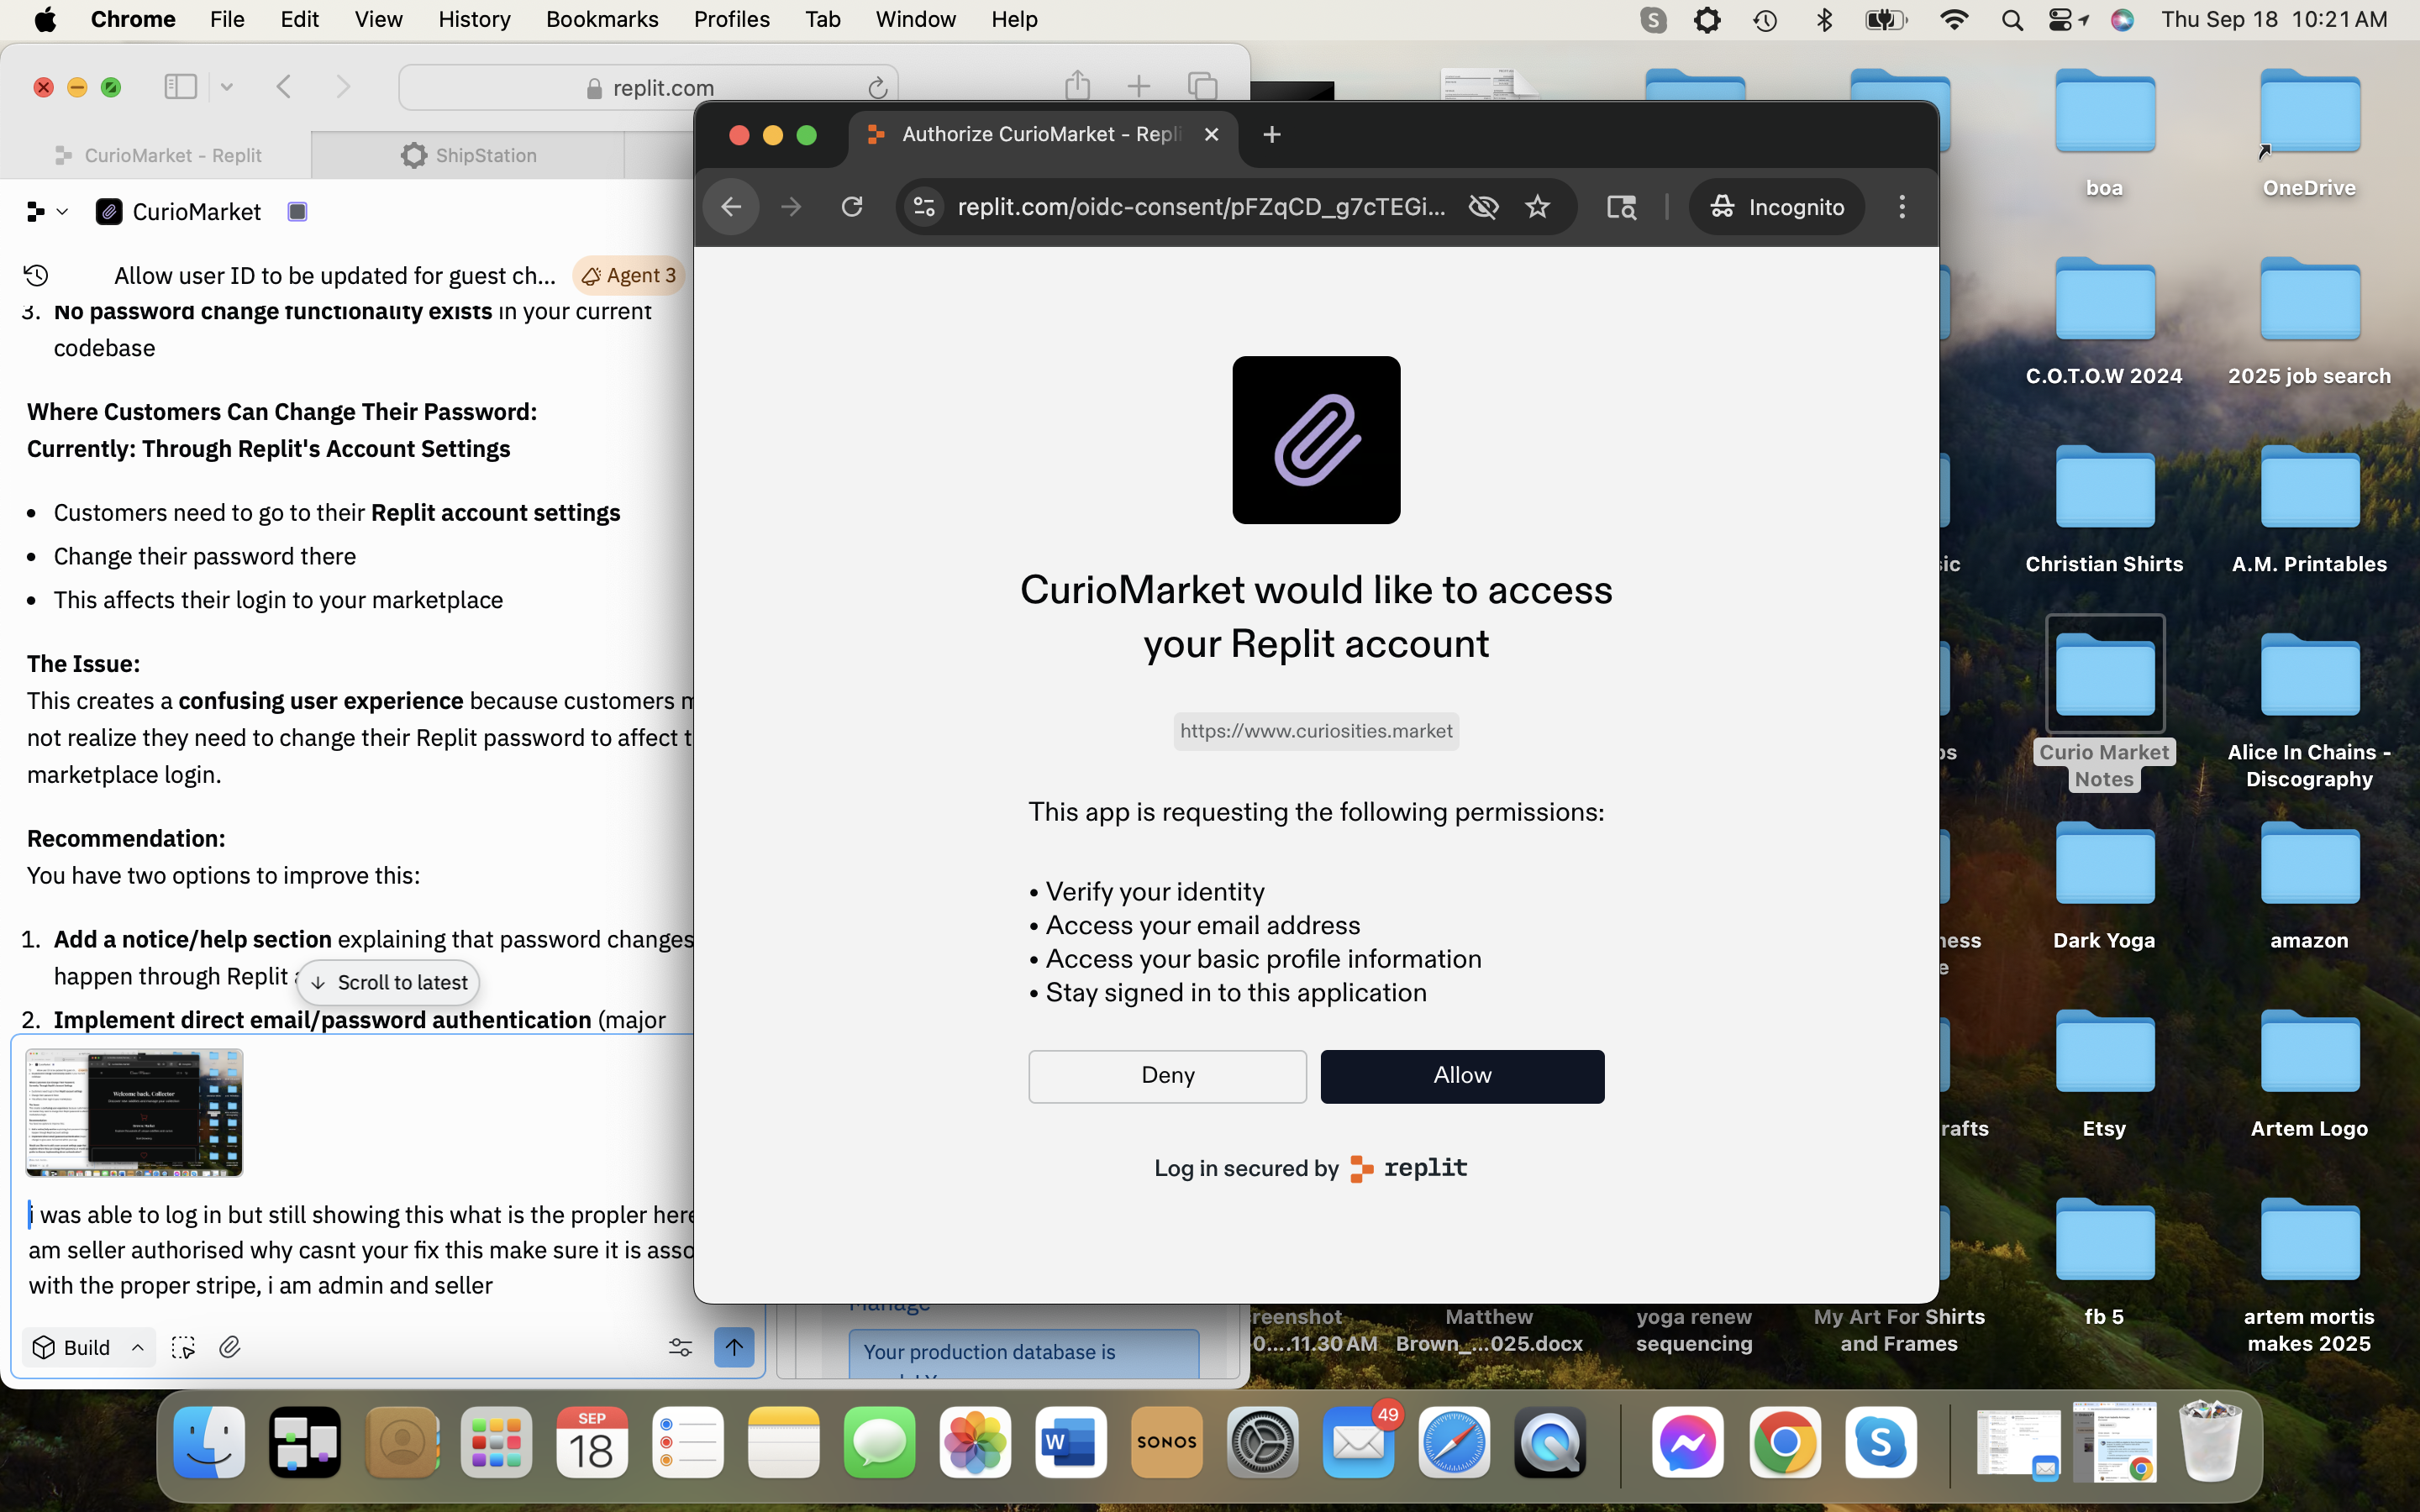 Chrome File Edit View History Bookmarks Profiles Tab Window Help
Thu Sep 18 10:21 AM
replit.com
CurioMarket - Replit
ShipStation
CurioMarket
Allow user ID to be updated for guest ch...
Agent 3
3. No password change functionality exists in your current
codebase
Where Customers Can Change Their Password:
Currently: Through Replit's Account Settings
• Customers need to go to their Replit account settings
• Change their password there
• This affects their login to your marketplace
The Issue:
This creates a confusing user experience because customers
not realize they need to change their Replit password to affect
marketplace login.
Recommendation:
You have two options to improve this:
1. Add a notice/help section explaining that password changes
happen through Replit
Scroll to latest
2. Implement direct email/password authentication (major
Welcome back, Collector
i was able to log in but still showing this what is the propler here
am seller authorised why casnt your fix this make sure it is asso
with the proper stripe, i am admin and seller
Build
Manage
Your production database is
Authorize CurioMarket - Repli
replit.com/oidc-consent/pFZqCD_g7cTEGi...
Incognito
CurioMarket would like to access
your Replit account
https://www.curiosities.market
This app is requesting the following permissions:
• Verify your identity
• Access your email address
• Access your basic profile information
• Stay signed in to this application
Deny
Allow
Log in secured by replit
boa
OneDrive
C.O.T.O.W 2024
2025 job search
Christian Shirts
A.M. Printables
Curio Market
Notes
Alice In Chains -
Discography
Dark Yoga
amazon
Etsy
Artem Logo
fb 5
artem mortis
makes 2025
0....11.30 AM
Matthew
Brown_...025.docx
yoga renew
sequencing
My Art For Shirts
and Frames
SEP
18
W
SONOS
49
S